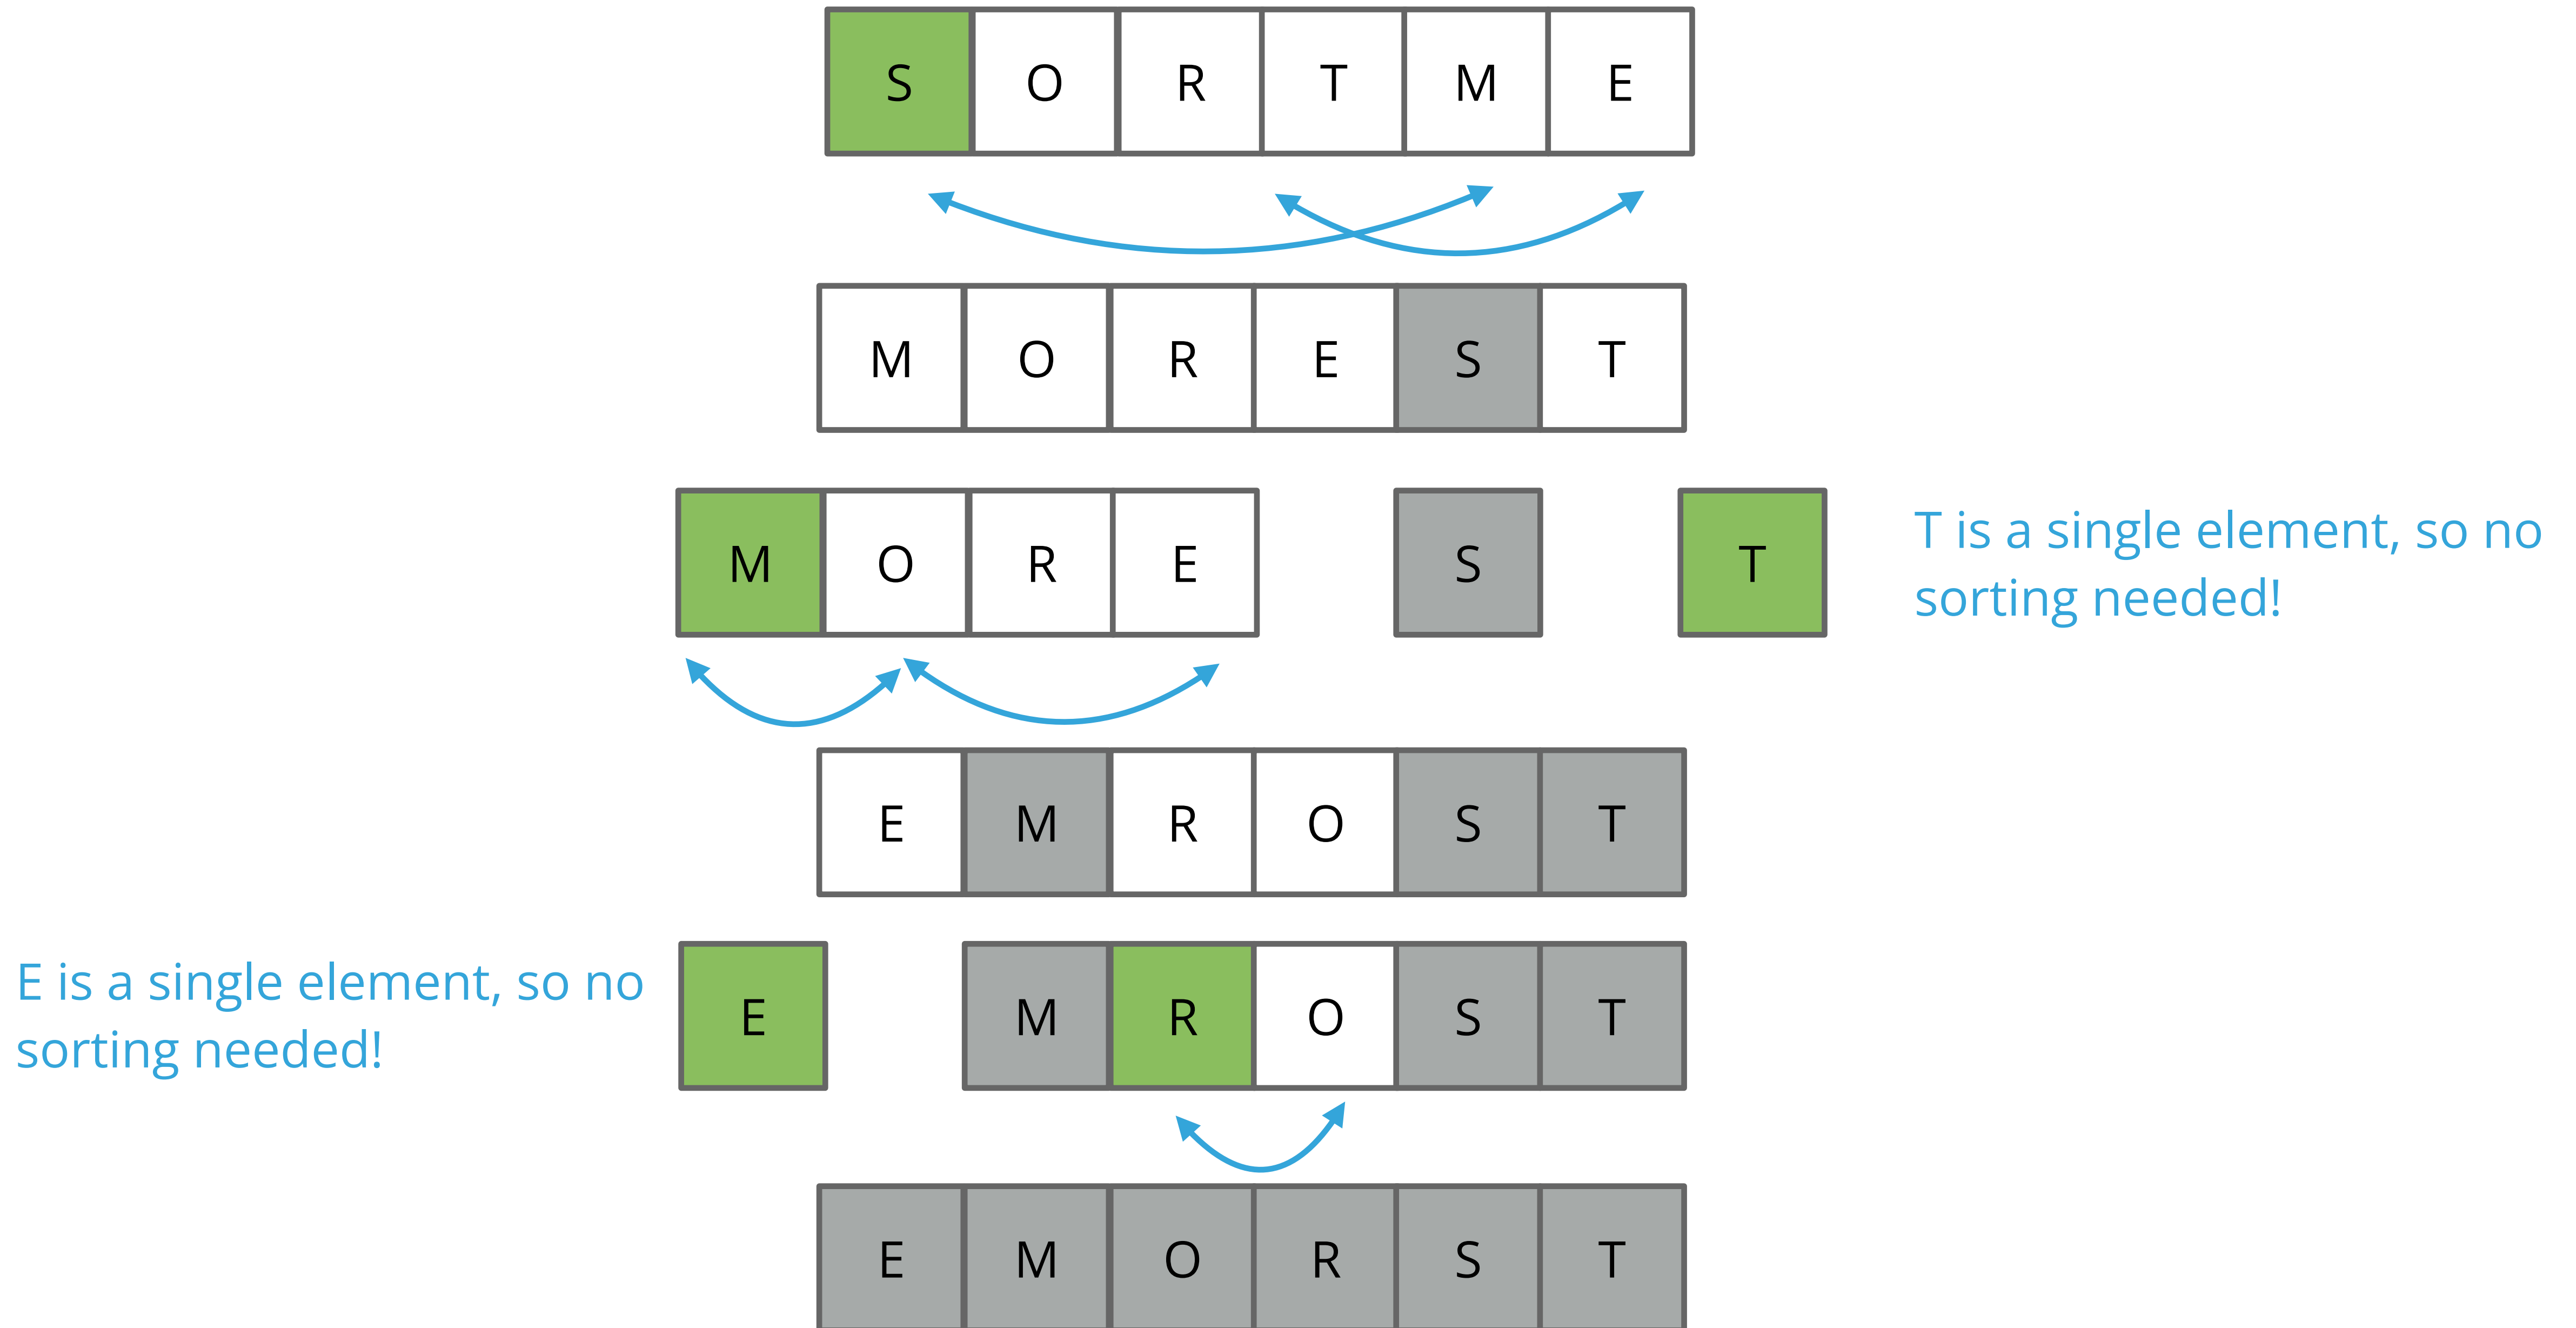 S O R T M E
M O R E S T
M O R E S T
T is a single element, so no
sorting needed!
E M R O S T
E is a single element, so no
sorting needed!
E M R O S T
E M O R S T